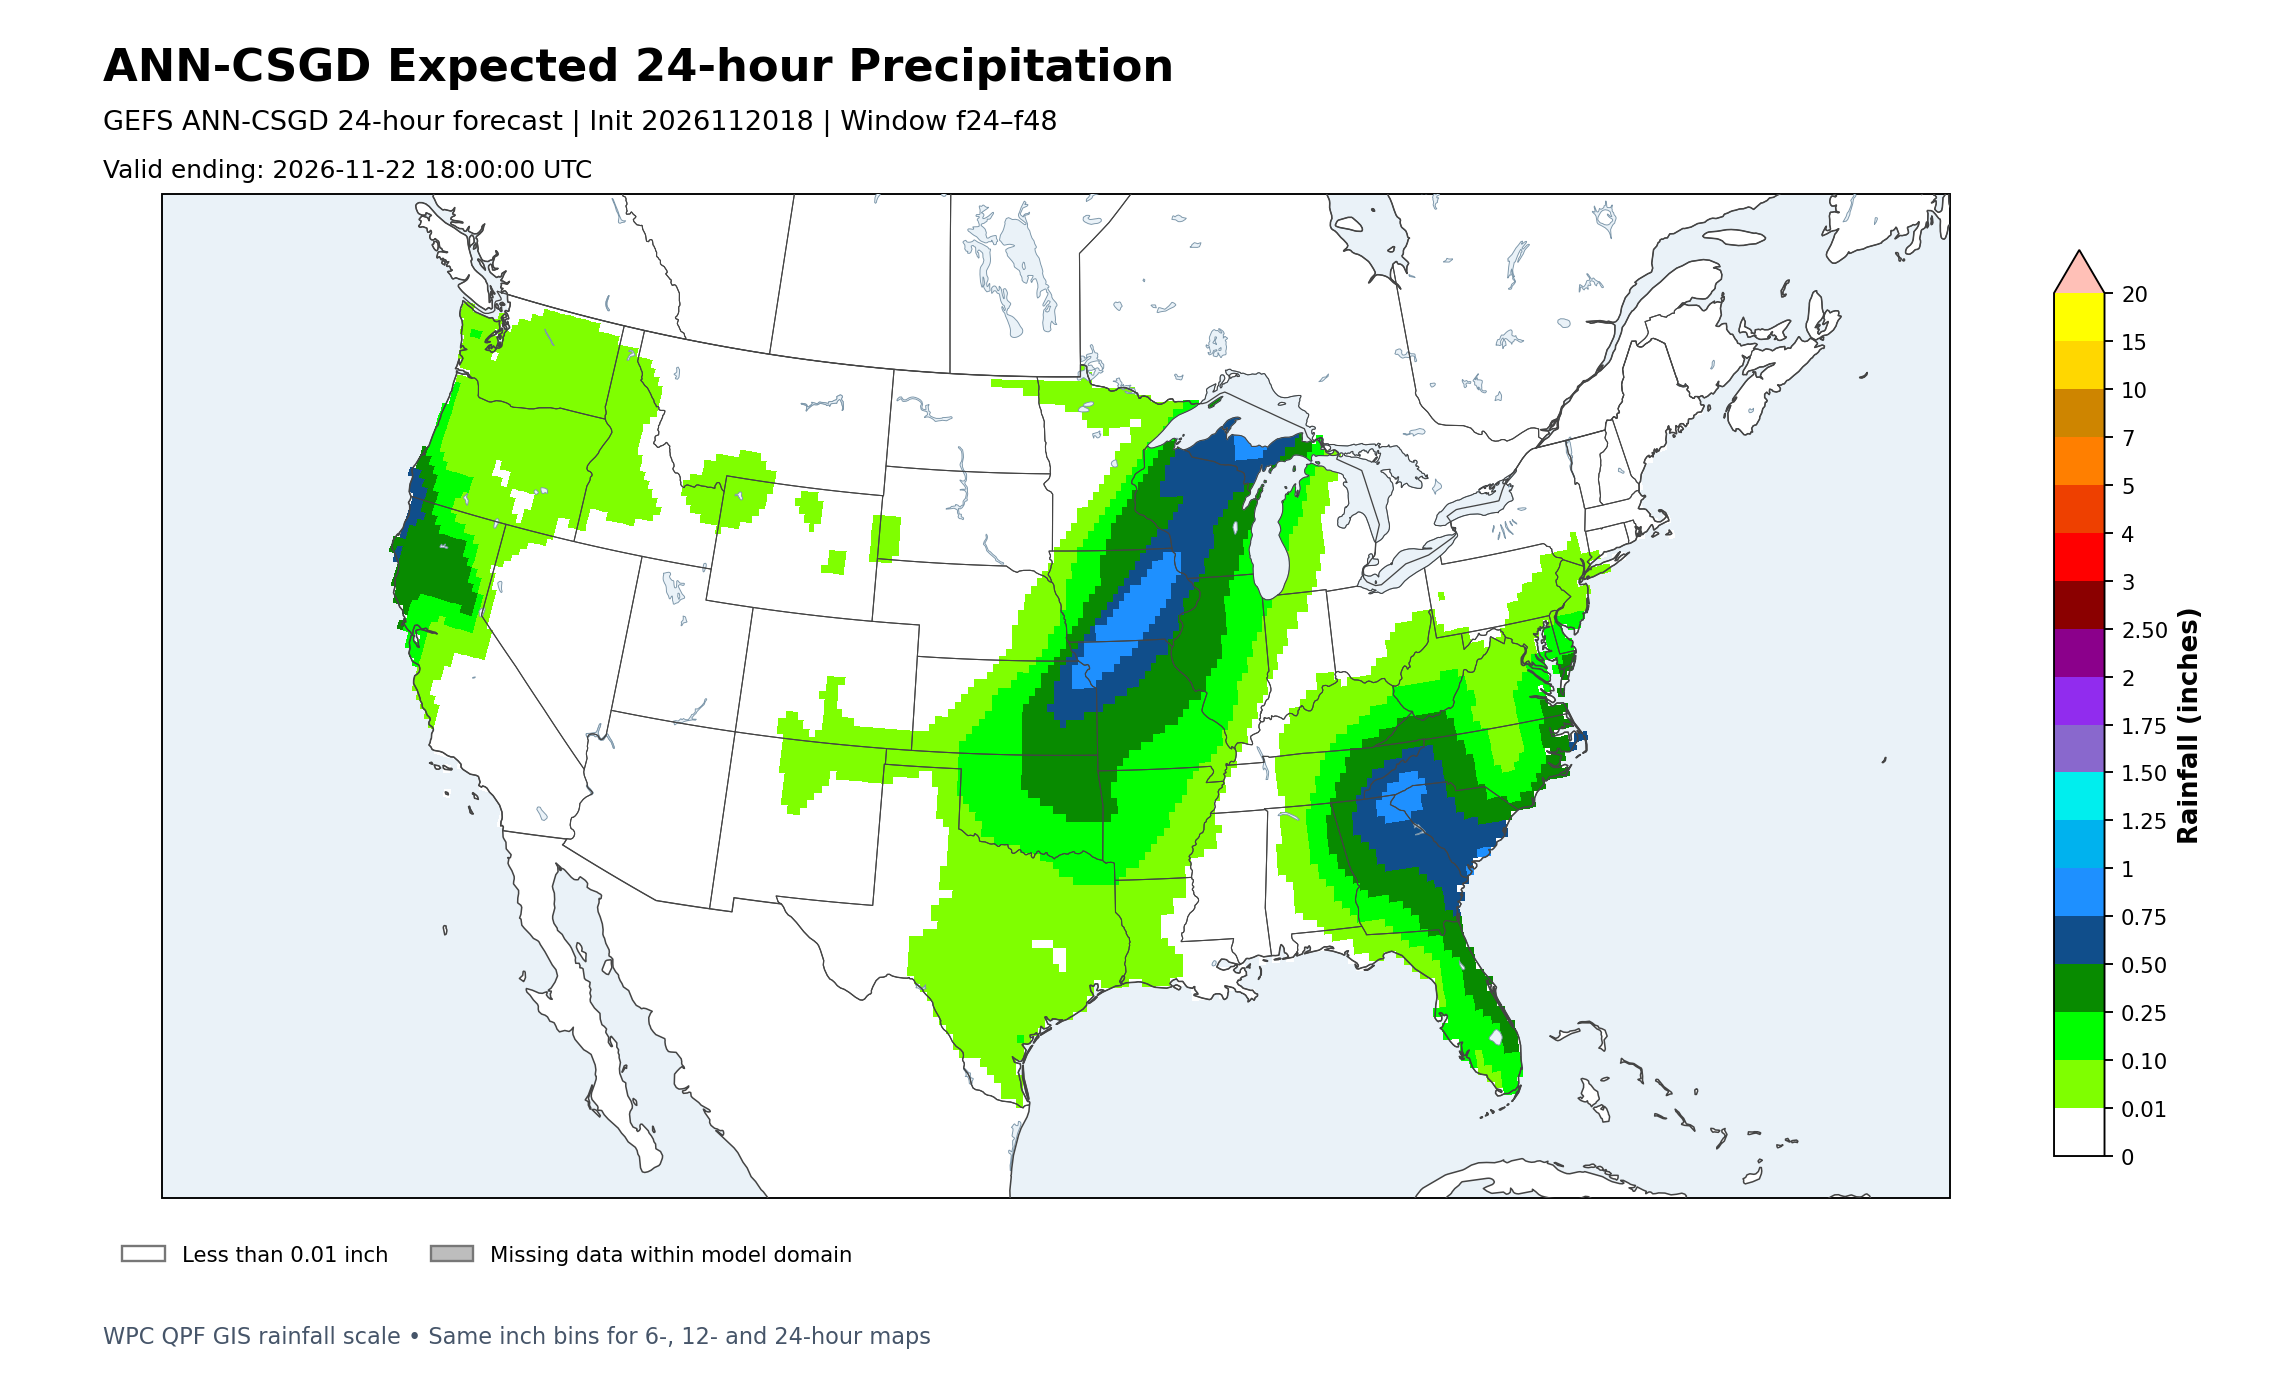 ANN-CSGD Expected 24-hour Precipitation
GEFS ANN-CSGD 24-hour forecast | Init 2026112018 | Window f24–f48
Valid ending: 2026-11-22 18:00:00 UTC
20
15
10
7
5
4
3
2.50
2
1.75
1.50
1.25
1
0.75
0.50
0.25
0.10
0.01
0
Rainfall (inches)
Less than 0.01 inch
Missing data within model domain
WPC QPF GIS rainfall scale • Same inch bins for 6-, 12- and 24-hour maps